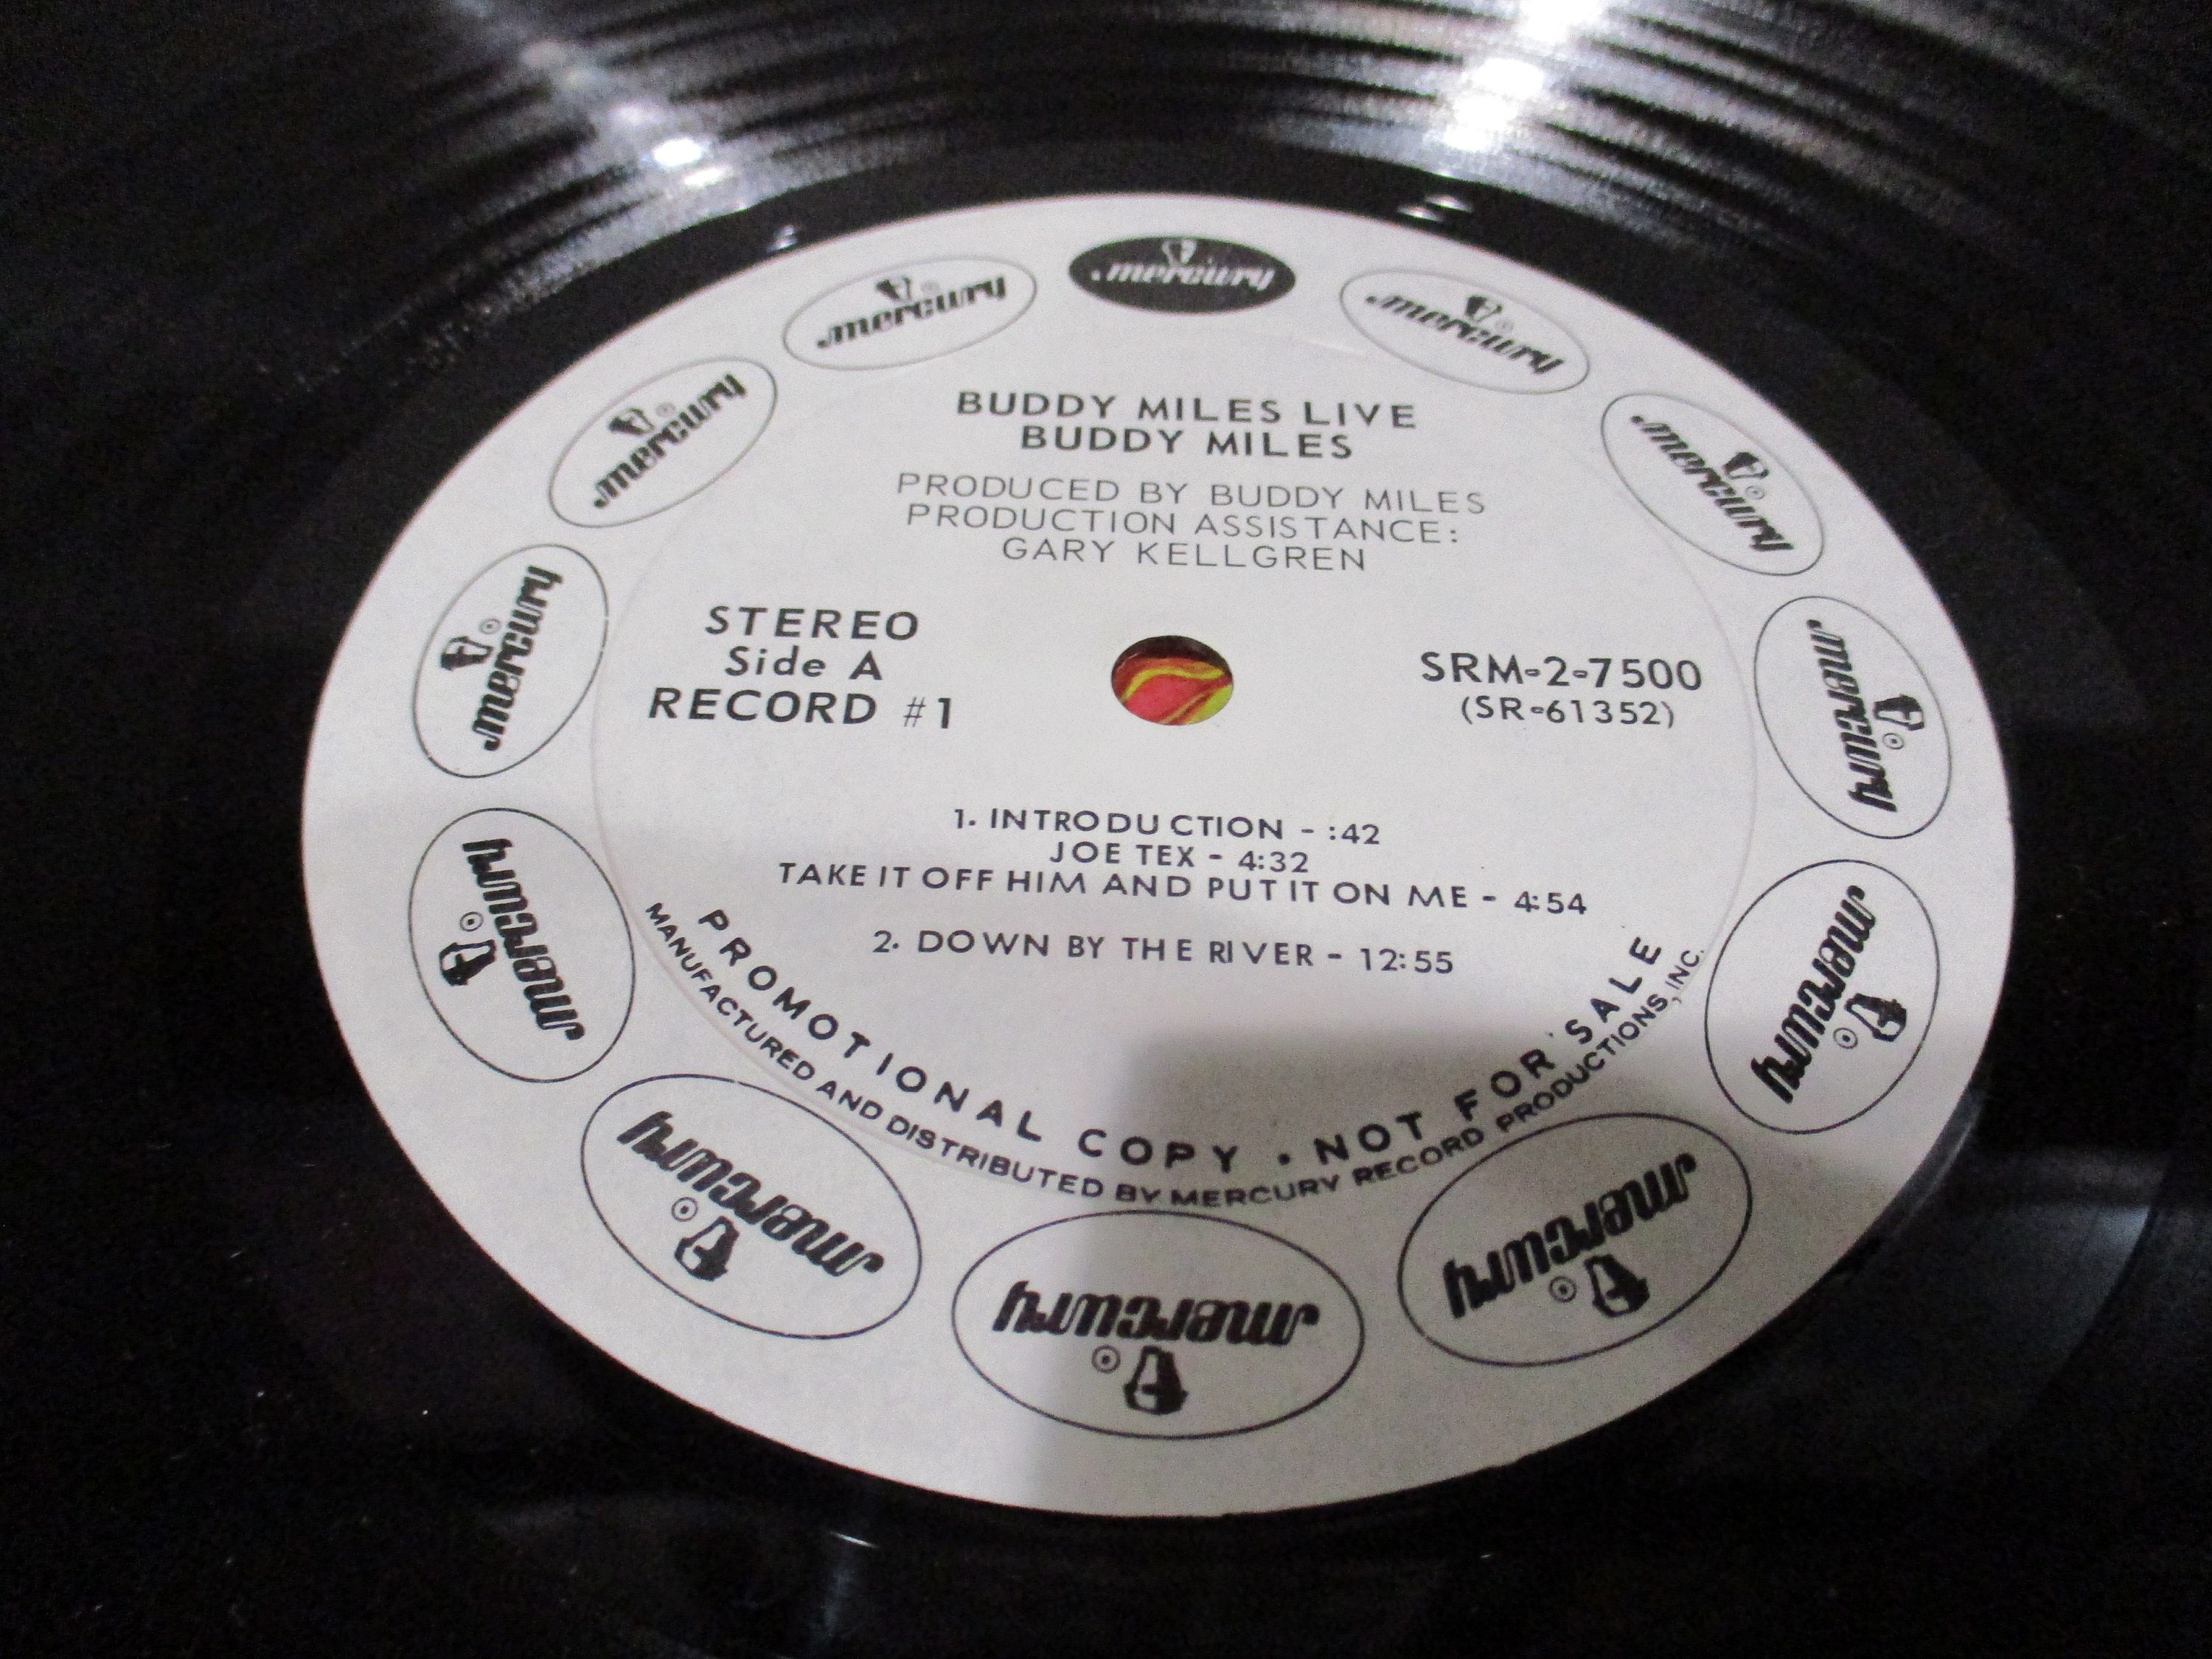 mercury
mercury
mercury
mercury
mercury
mercury
mercury
mercury
mercury
mercury
mercury
mercury
BUDDY MILES LIVE
BUDDY MILES
PRODUCED BY BUDDY MILES
PRODUCTION ASSISTANCE:
GARY KELLGREN
STEREO
Side A
RECORD #1
SRM-2-7500
(SR-61352)
1. INTRODUCTION - :42
JOE TEX - 4:32
TAKE IT OFF HIM AND PUT IT ON ME - 4:54
2. DOWN BY THE RIVER - 12:55
PROMOTIONAL COPY • NOT FOR SALE
MANUFACTURED AND DISTRIBUTED BY MERCURY RECORD PRODUCTIONS, INC.